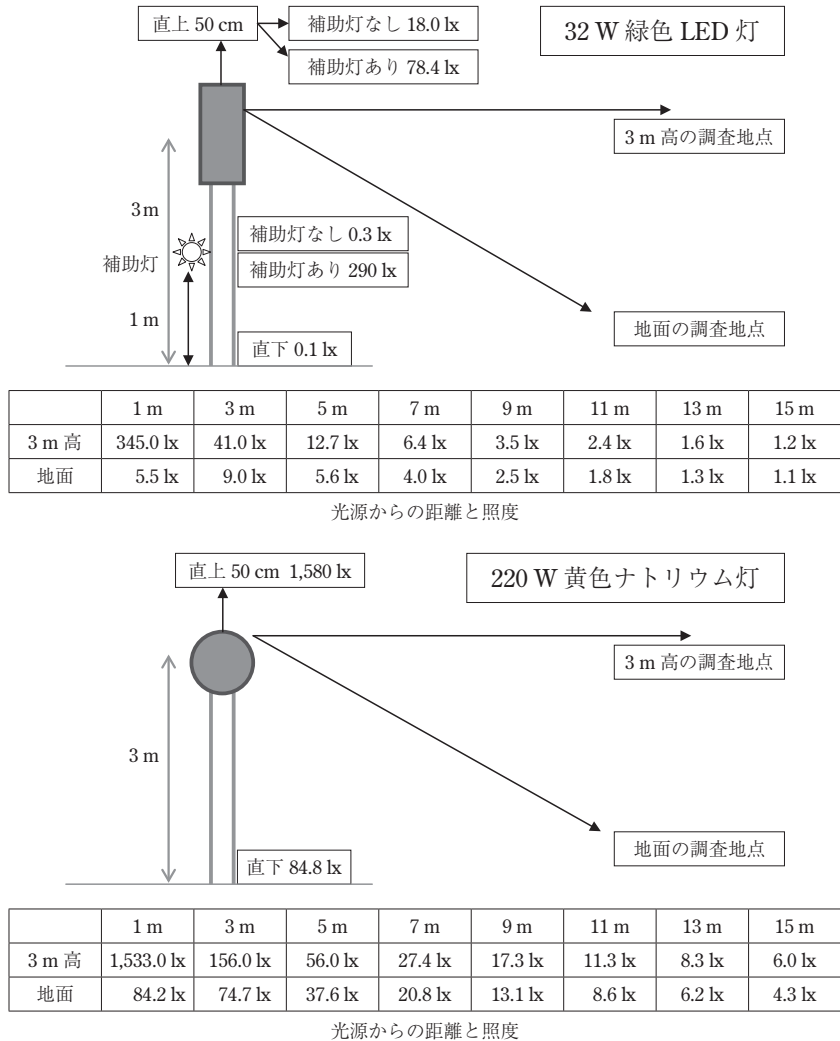 直上 50 cm
補助灯なし 18.0 lx
補助灯あり 78.4 lx
32 W 緑色 LED 灯
3 m 高の調査地点
3 m
補助灯
補助灯なし 0.3 lx
補助灯あり 290 lx
1 m
直下 0.1 lx
地面の調査地点
1 m 3 m 5 m 7 m 9 m 11 m 13 m 15 m
3 m 高 345.0 lx 41.0 lx 12.7 lx 6.4 lx 3.5 lx 2.4 lx 1.6 lx 1.2 lx
地面 5.5 lx 9.0 lx 5.6 lx 4.0 lx 2.5 lx 1.8 lx 1.3 lx 1.1 lx
光源からの距離と照度
直上 50 cm 1,580 lx
220 W 黄色ナトリウム灯
3 m 高の調査地点
3 m
直下 84.8 lx
地面の調査地点
1 m 3 m 5 m 7 m 9 m 11 m 13 m 15 m
3 m 高 1,533.0 lx 156.0 lx 56.0 lx 27.4 lx 17.3 lx 11.3 lx 8.3 lx 6.0 lx
地面 84.2 lx 74.7 lx 37.6 lx 20.8 lx 13.1 lx 8.6 lx 6.2 lx 4.3 lx
光源からの距離と照度